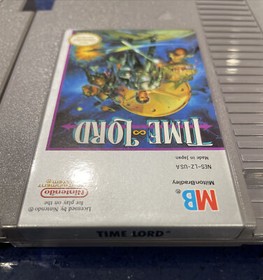 TIME LORD
MB
MiltonBradley
NES-LZ-USA
Made in Japan
Licensed by Nintendo®
for play on the
Nintendo
TIME LORD